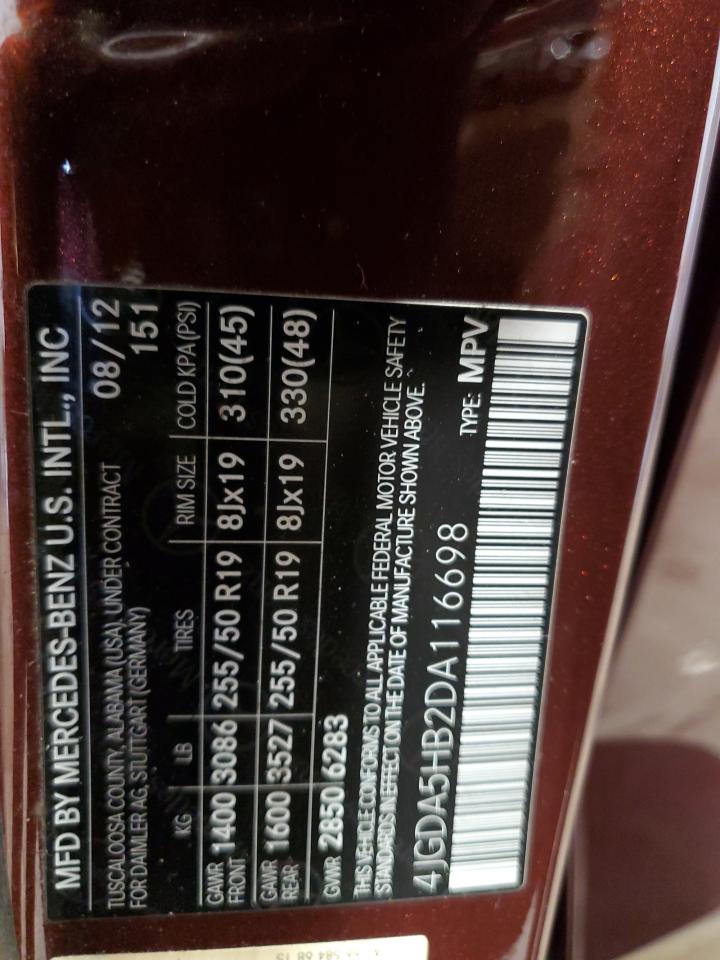 MFD BY MERCEDES-BENZ U.S. INTL., INC
TUSCALOOSA COUNTY, ALABAMA (USA), UNDER CONTRACT 08/12
FOR DAIMLER AG, STUTTGART (GERMANY) 151
KG LB TIRES RIM SIZE COLD KPA (PSI)
GAWR FRONT 1400 3086 255/50 R19 8Jx19 310(45)
GAWR REAR 1600 3527 255/50 R19 8Jx19 330(48)
GWR 2850 6283
THIS VEHICLE CONFORMS TO ALL APPLICABLE FEDERAL MOTOR VEHICLE SAFETY
STANDARDS IN EFFECT ON THE DATE OF MANUFACTURE SHOWN ABOVE.
4JGDA5HB2DA116698 TYPE: MPV